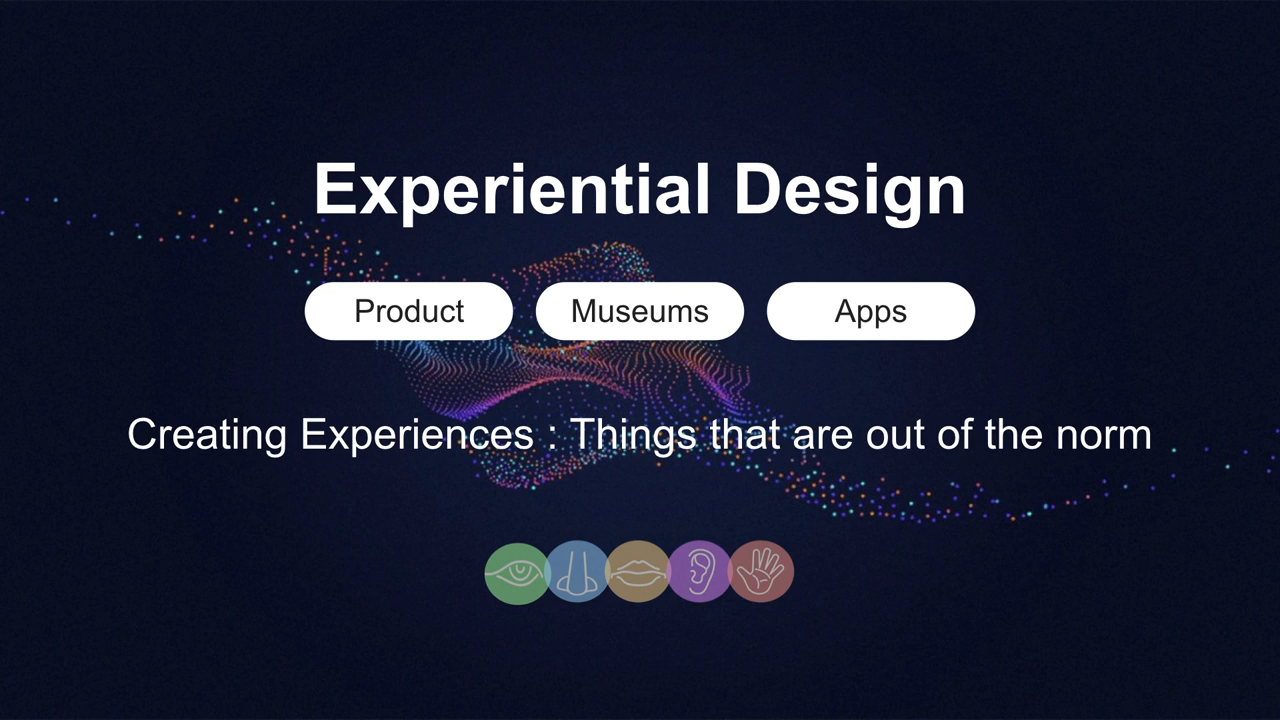 Experiential Design
Product Museums Apps
Creating Experiences : Things that are out of the norm